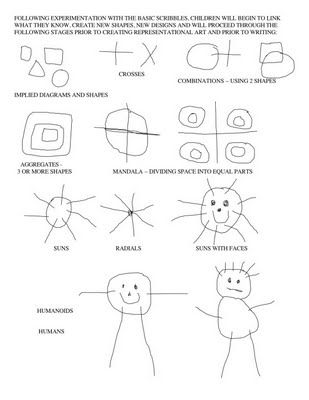 FOLLOWING EXPERIMENTATION WITH THE BASIC SCRIBBLES, CHILDREN WILL BEGIN TO LINK
WHAT THEY KNOW, CREATE NEW SHAPES, NEW DESIGNS AND WILL PROCEED THROUGH THE
FOLLOWING STAGES PRIOR TO CREATING REPRESENTATIONAL ART AND PRIOR TO WRITING:
CROSSES
COMBINATIONS – USING 2 SHAPES
IMPLIED DIAGRAMS AND SHAPES
AGGREGATES -
3 OR MORE SHAPES
MANDALA – DIVIDING SPACE INTO EQUAL PARTS
SUNS
RADIALS
SUNS WITH FACES
HUMANOIDS
HUMANS